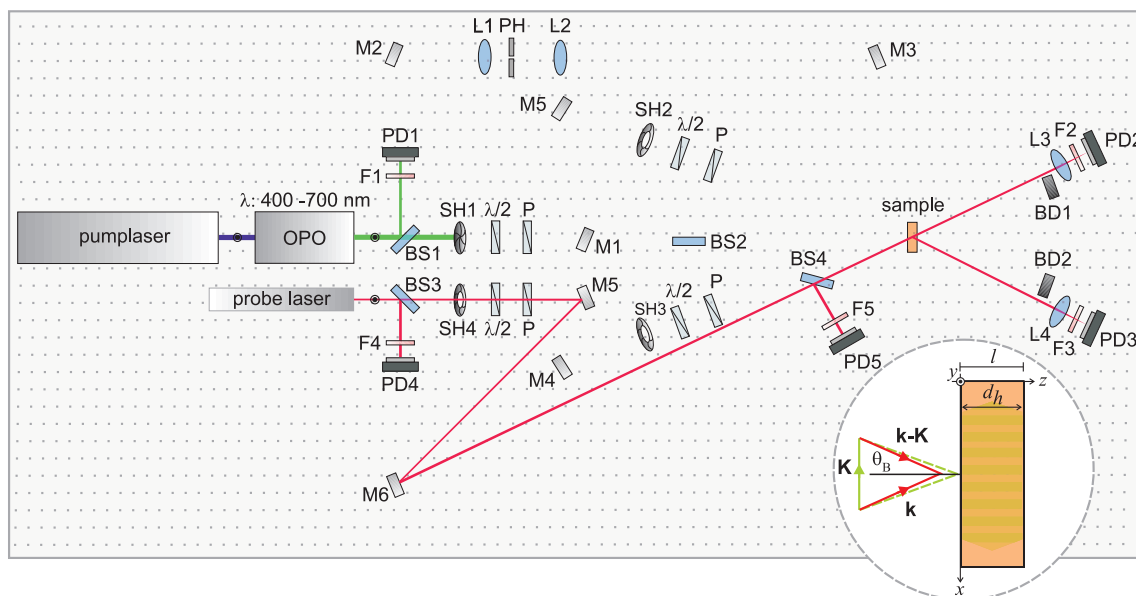 L1 PH L2
M2
M3
M5
SH2
λ/2
P
PD1
F1
λ: 400 -700 nm
pumplaser
OPO
BS1
SH1
λ/2
P
M1
BS2
L3
F2
PD2
BD1
sample
probe laser
BS3
SH4
λ/2
P
M5
F4
PD4
M4
SH3
λ/2
P
BS4
F5
PD5
BD2
L4
F3
PD3
M6
l
y
z
d_h
k-K
K
θ_B
k
x